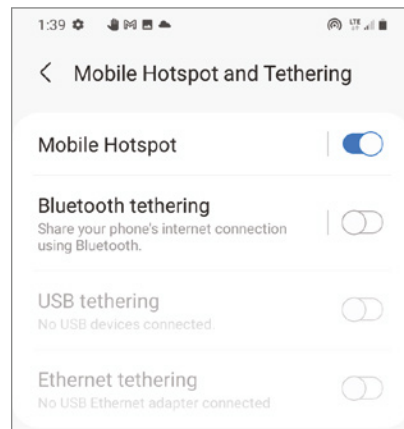 1:39
LTE
Mobile Hotspot and Tethering
Mobile Hotspot
Bluetooth tethering
Share your phone's internet connection
using Bluetooth.
USB tethering
No USB devices connected.
Ethernet tethering
No USB Ethernet adapter connected